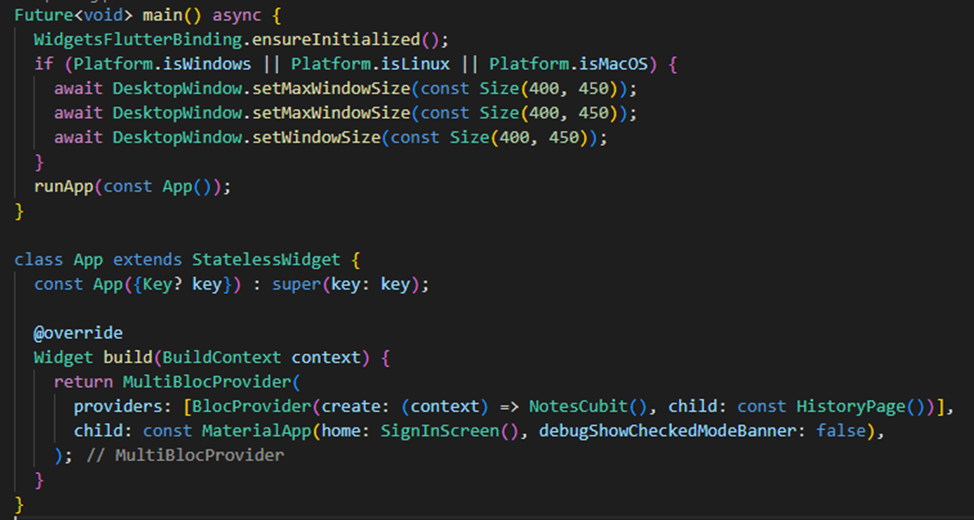 Future<void> main() async {
  WidgetsFlutterBinding.ensureInitialized();
  if (Platform.isWindows || Platform.isLinux || Platform.isMacOS) {
    await DesktopWindow.setMaxWindowSize(const Size(400, 450));
    await DesktopWindow.setMaxWindowSize(const Size(400, 450));
    await DesktopWindow.setWindowSize(const Size(400, 450));
  }
  runApp(const App());
}

class App extends StatelessWidget {
  const App({Key? key}) : super(key: key);

  @override
  Widget build(BuildContext context) {
    return MultiBlocProvider(
      providers: [BlocProvider(create: (context) => NotesCubit(), child: const HistoryPage())],
      child: const MaterialApp(home: SignInScreen(), debugShowCheckedModeBanner: false),
    ); // MultiBlocProvider
  }
}